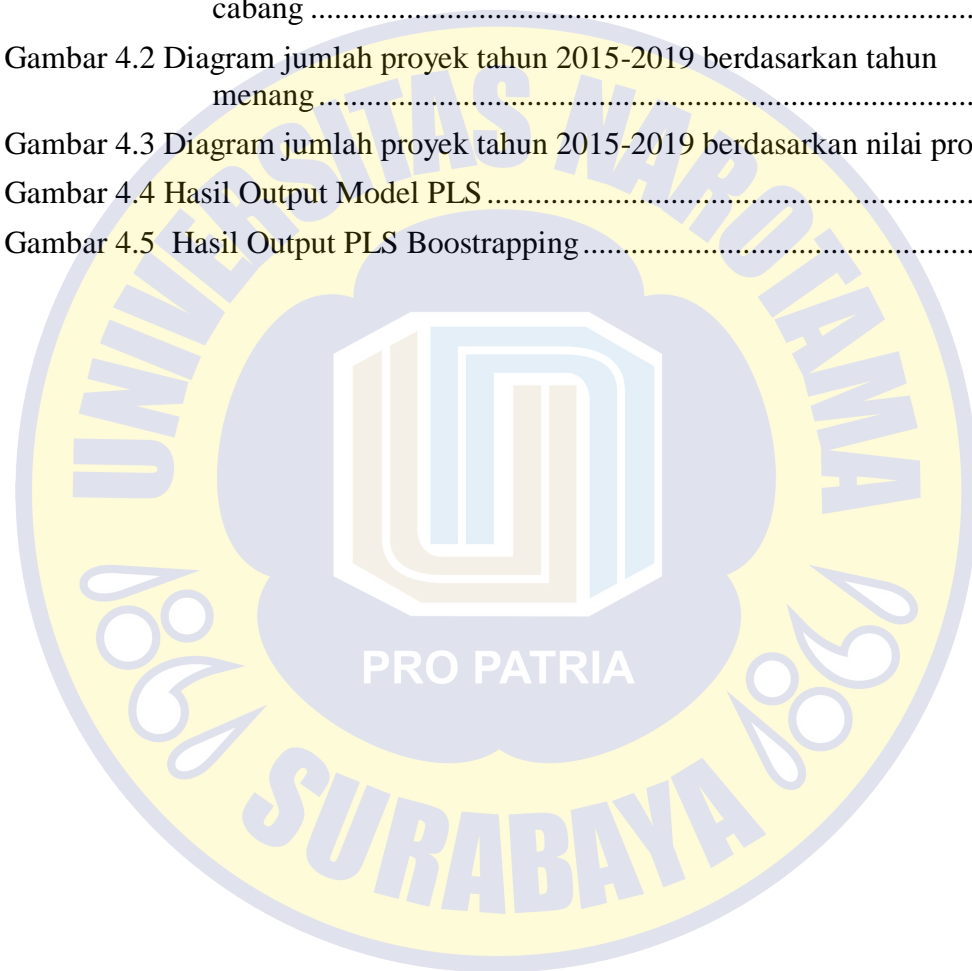 cabang ..........................................................................
Gambar 4.2 Diagram jumlah proyek tahun 2015-2019 berdasarkan tahun
menang .........................................................................
Gambar 4.3 Diagram jumlah proyek tahun 2015-2019 berdasarkan nilai pro
Gambar 4.4 Hasil Output Model PLS .......................................................
Gambar 4.5 Hasil Output PLS Boostrapping ............................................
UNIVERSITAS NAROTAMA
PRO PATRIA
SURABAYA